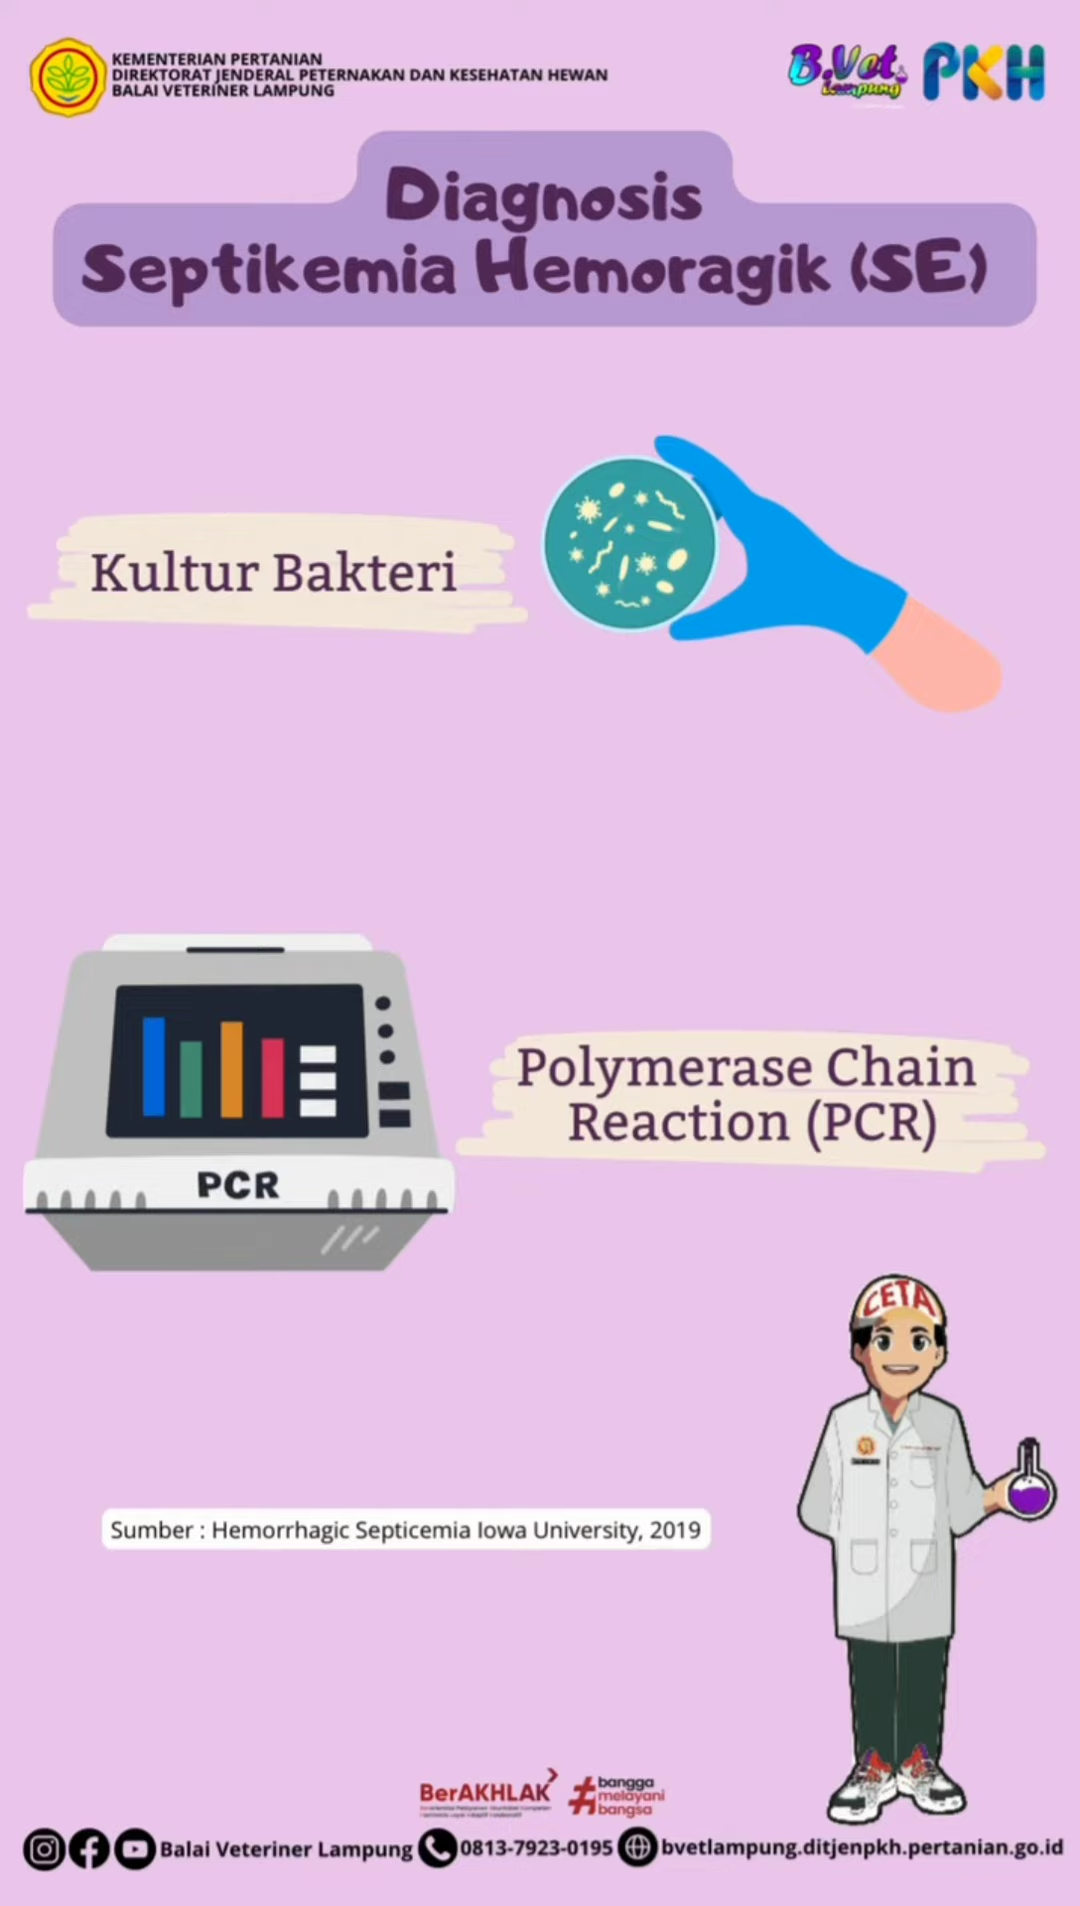 KEMENTERIAN PERTANIAN
DIREKTORAT JENDERAL PETERNAKAN DAN KESEHATAN HEWAN
BALAI VETERINER LAMPUNG
B.Vet
Lampung
PKH
Diagnosis
Septikemia Hemoragik (SE)
Kultur Bakteri
Polymerase Chain
Reaction (PCR)
PCR
CETA
Sumber : Hemorrhagic Septicemia Iowa University, 2019
BerAKHLAK
#bangga
melayani
bangsa
Balai Veteriner Lampung
0813-7923-0195
bvetlampung.ditjenpkh.pertanian.go.id